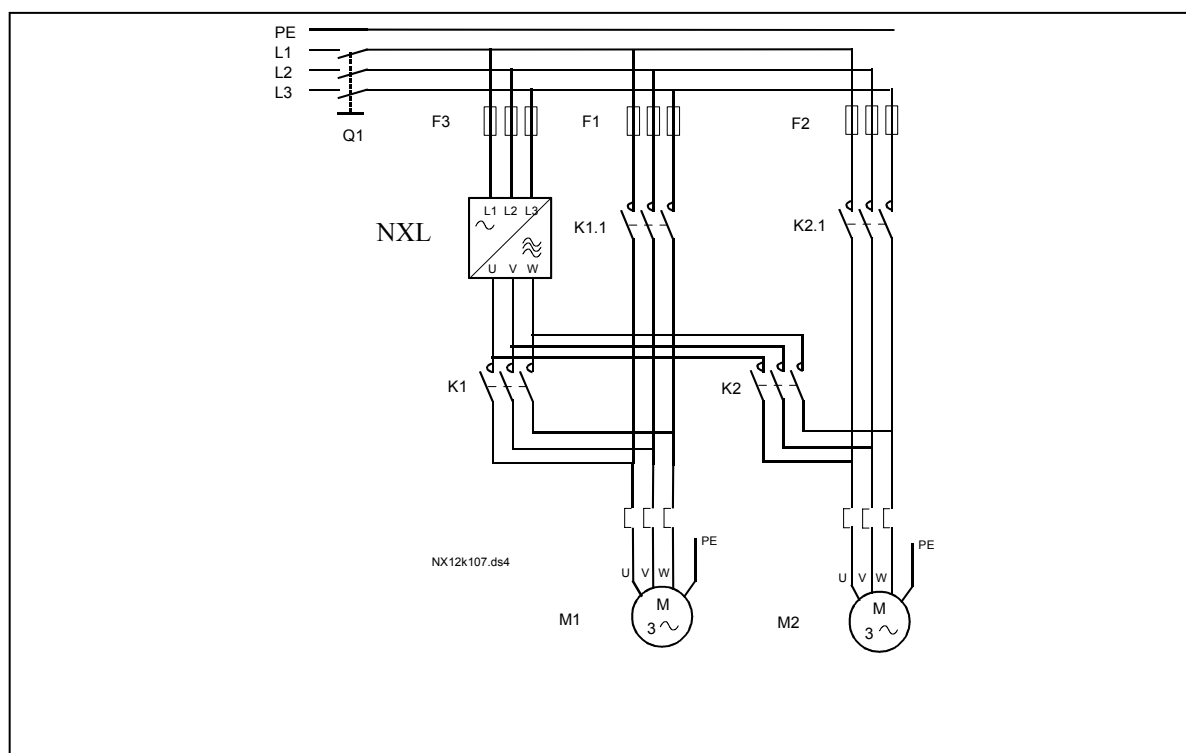 PE
L1
L2
L3
Q1
F3
F1
F2
L1 L2 L3
NXL
K1.1
K2.1
U V W
K1
K2
NX12k107.ds4
PE
PE
U V W
U V W
M1
M
3
M2
M
3